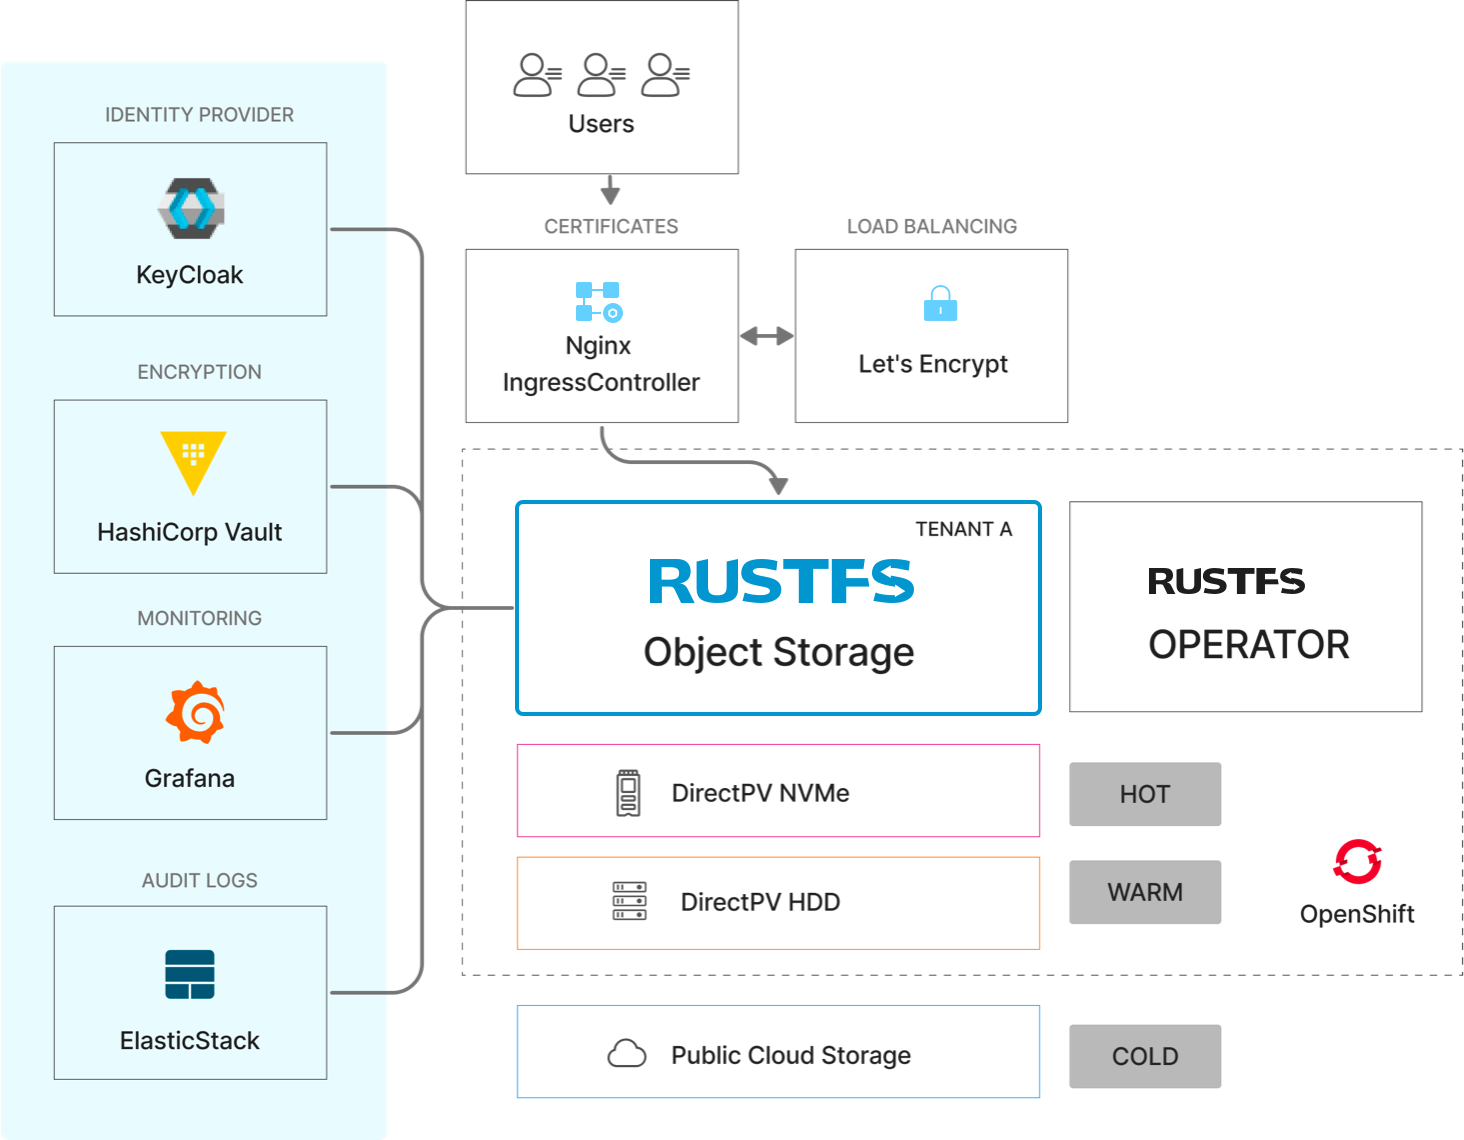 IDENTITY PROVIDER
KeyCloak
ENCRYPTION
HashiCorp Vault
MONITORING
Grafana
AUDIT LOGS
ElasticStack
Users
CERTIFICATES
Nginx
IngressController
LOAD BALANCING
Let's Encrypt
TENANT A
RUSTFS
Object Storage
RUSTFS
OPERATOR
DirectPV NVMe
HOT
DirectPV HDD
WARM
OpenShift
Public Cloud Storage
COLD